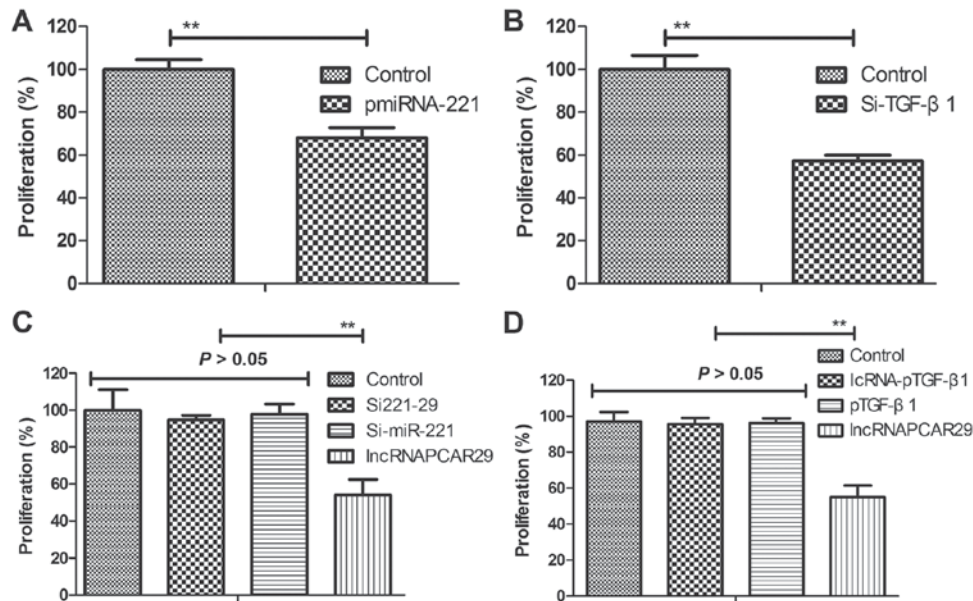 A
**
Control
pmiRNA-221
Proliferation (%)
120
100
80
60
40
20
0
B
**
Control
Si-TGF-β 1
Proliferation (%)
120
100
80
60
40
20
0
C
**
P > 0.05
Control
Si221-29
Si-miR-221
lncRNAPCAR29
Proliferation (%)
120
100
80
60
40
20
0
D
**
P > 0.05
Control
lcRNA-pTGF-β1
pTGF-β 1
lncRNAPCAR29
Proliferation (%)
120
100
80
60
40
20
0